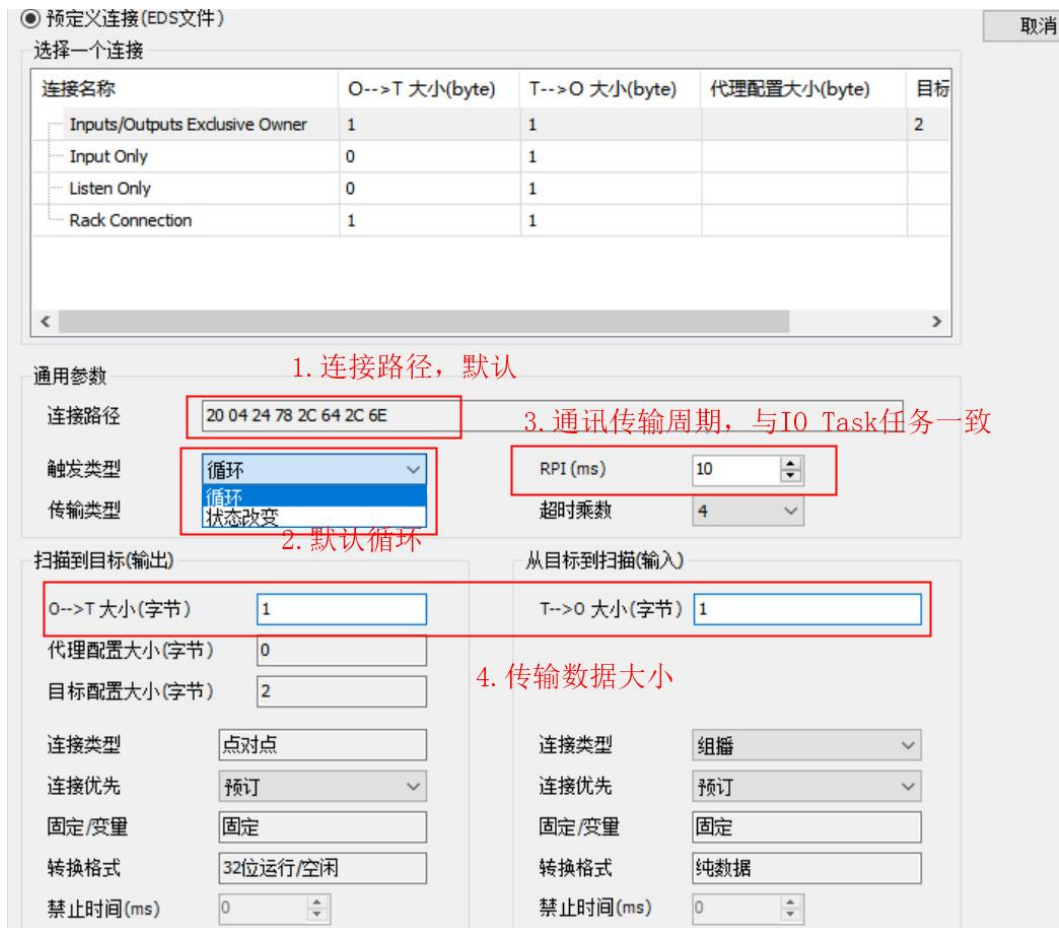 预定义连接(EDS文件)
取消
选择一个连接
连接名称 O-->T 大小(byte) T-->O 大小(byte) 代理配置大小(byte) 目标
Inputs/Outputs Exclusive Owner 1 1 2
Input Only 0 1
Listen Only 0 1
Rack Connection 1 1
1.连接路径，默认
通用参数
连接路径 20 04 24 78 2C 64 2C 6E
3.通讯传输周期，与IO Task任务一致
触发类型 循环 RPI(ms) 10
循环
传输类型 状态改变 超时乘数 4
2.默认循环
扫描到目标(输出) 从目标到扫描(输入)
O-->T 大小(字节) 1 T-->O 大小(字节) 1
代理配置大小(字节) 0
4.传输数据大小
目标配置大小(字节) 2
连接类型 点对点 连接类型 组播
连接优先 预订 连接优先 预订
固定/变量 固定 固定/变量 固定
转换格式 32位运行/空闲 转换格式 纯数据
禁止时间(ms) 0 禁止时间(ms) 0